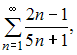 ∞
∑
n=1
2n − 1
5n + 1
,